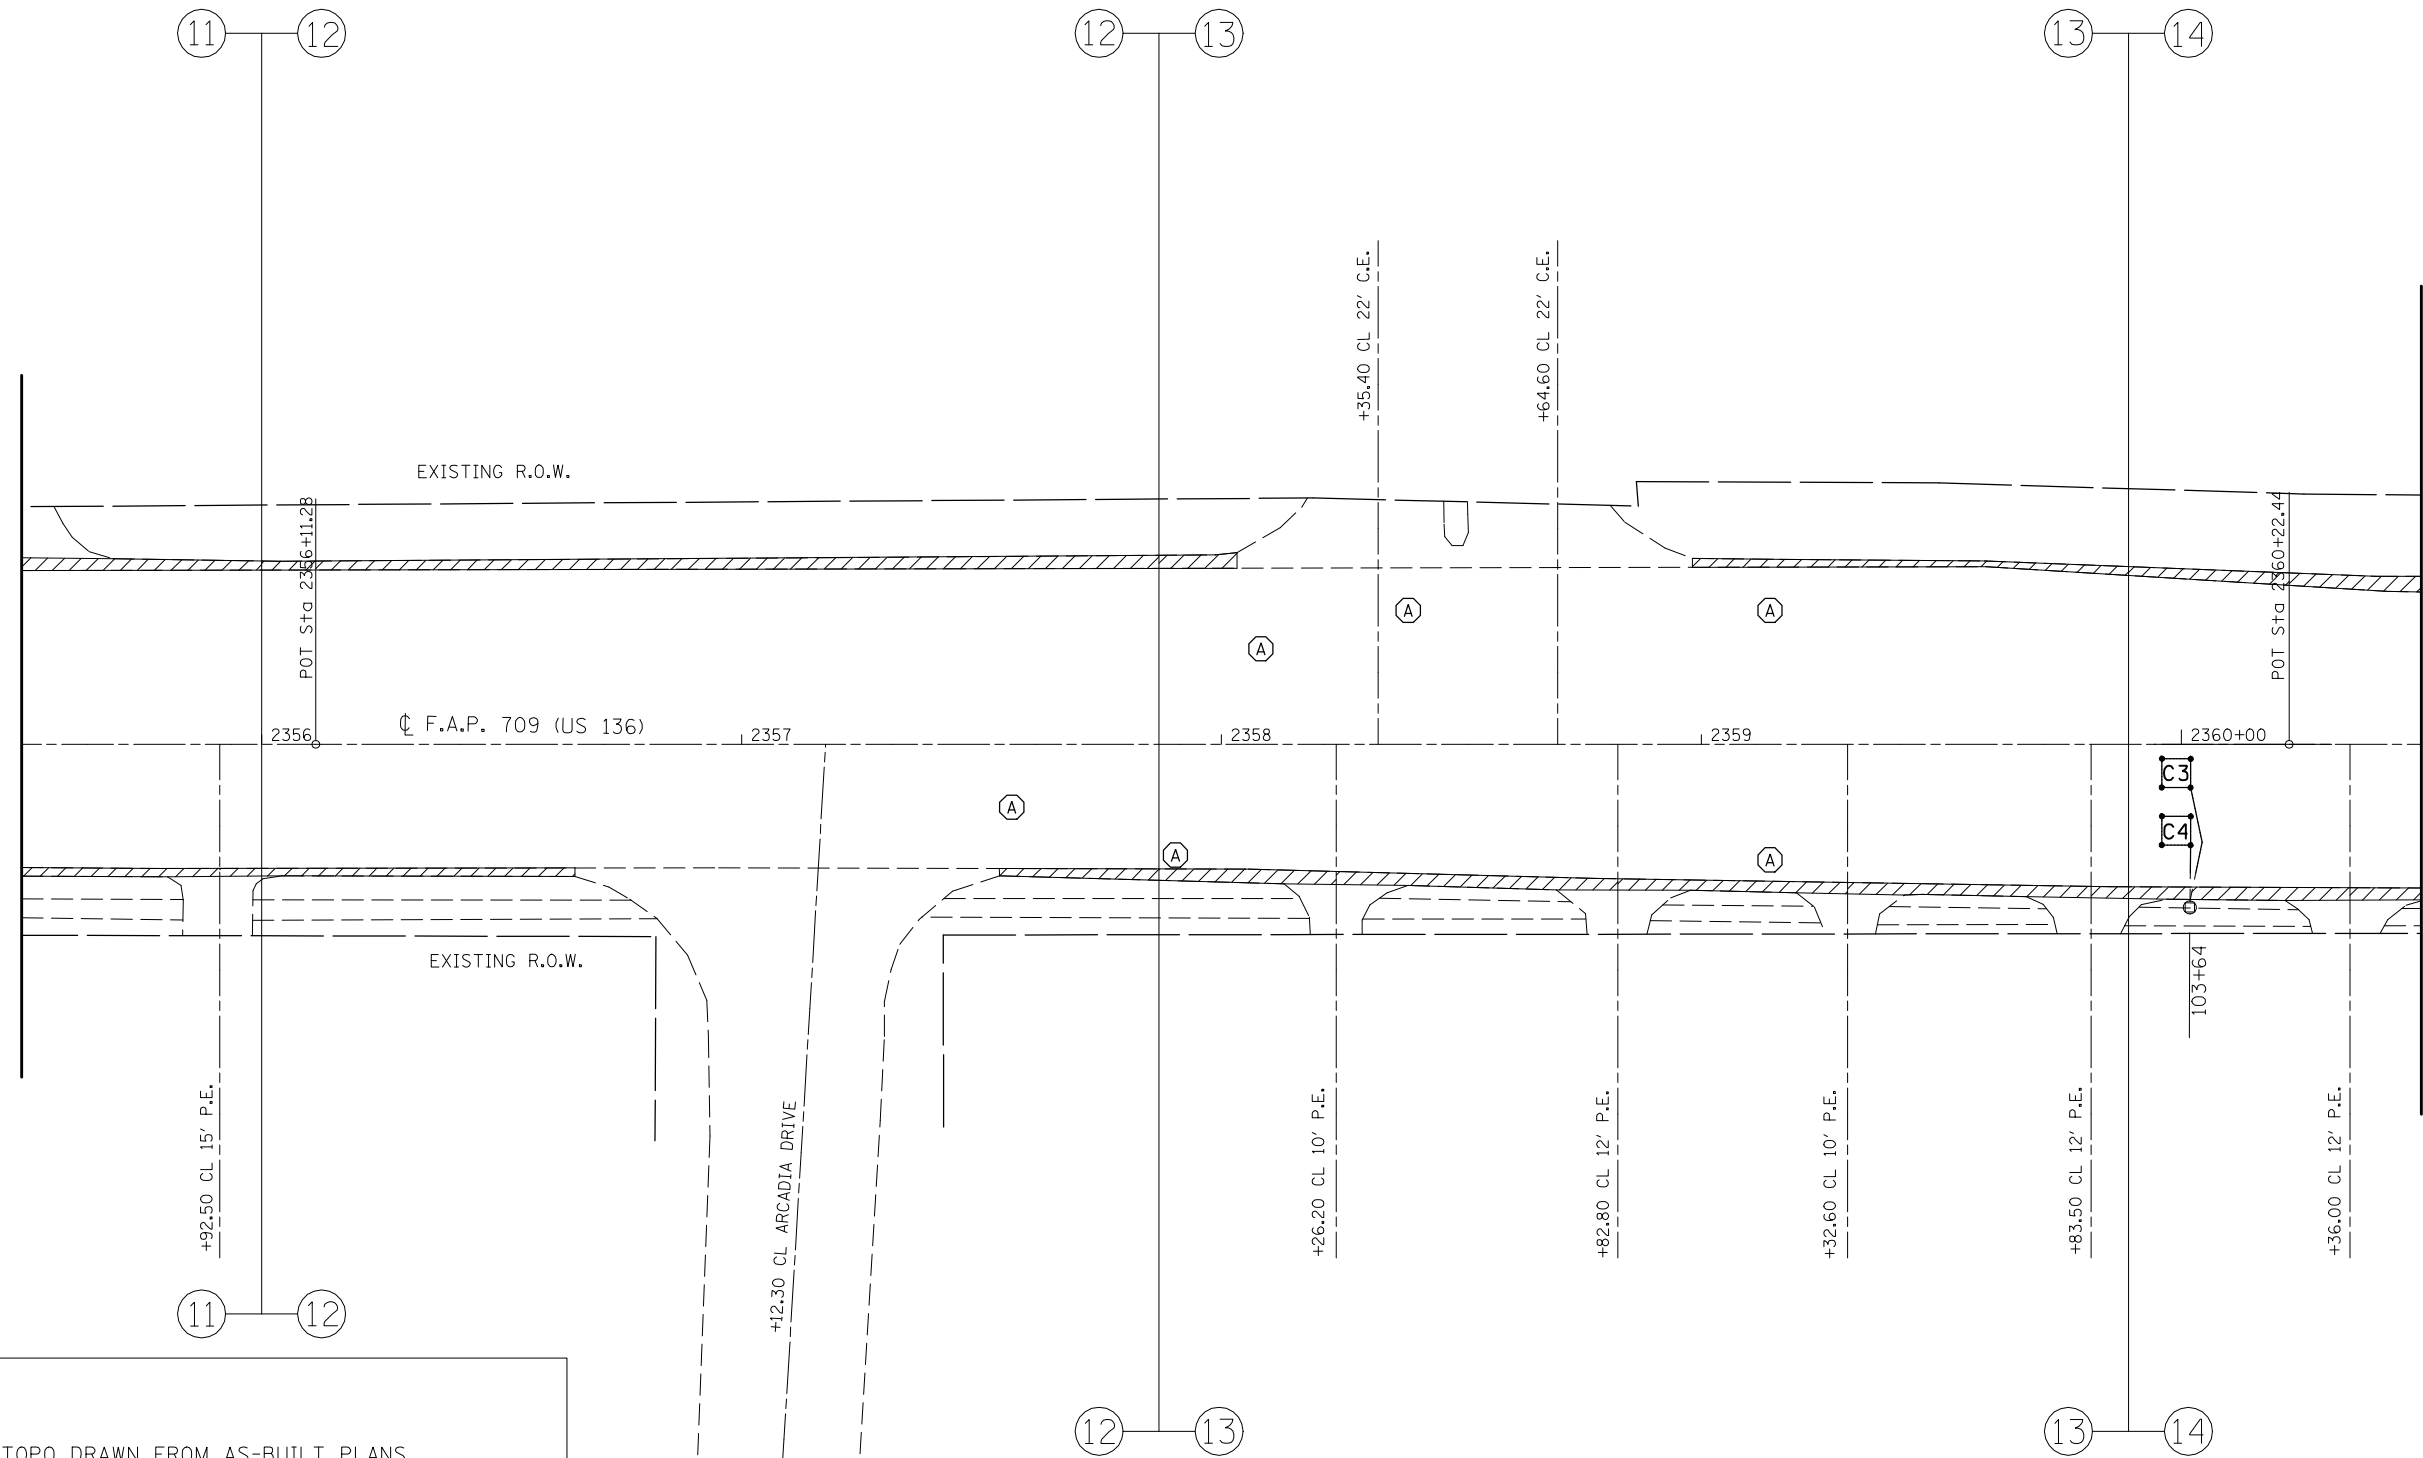 11 12
12 13
13 14
+35.40 CL 22' C.E.
+64.60 CL 22' C.E.
EXISTING R.O.W.
POT Sta 2356+11.28
POT Sta 2360+22.44
A
A
A
℄ F.A.P. 709 (US 136)
2356
2357
2358
2359
2360+00
C3
A
C4
A
A
EXISTING R.O.W.
103+64
+92.50 CL 15' P.E.
+12.30 CL ARCADIA DRIVE
+26.20 CL 10' P.E.
+82.80 CL 12' P.E.
+32.60 CL 10' P.E.
+83.50 CL 12' P.E.
+36.00 CL 12' P.E.
11 12
12 13
13 14
TOPO DRAWN FROM AS-BUILT PLANS